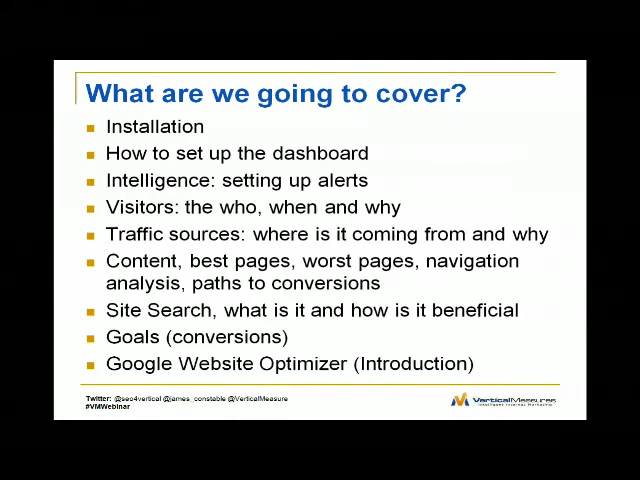 What are we going to cover?
Installation
How to set up the dashboard
Intelligence: setting up alerts
Visitors: the who, when and why
Traffic sources: where is it coming from and why
Content, best pages, worst pages, navigation
analysis, paths to conversions
Site Search, what is it and how is it beneficial
Goals (conversions)
Google Website Optimizer (Introduction)
Twitter: @seo4vertical @james_constable @VerticalMeasure
#VMWebinar
VerticalMeasures
Intelligent Internet Marketing